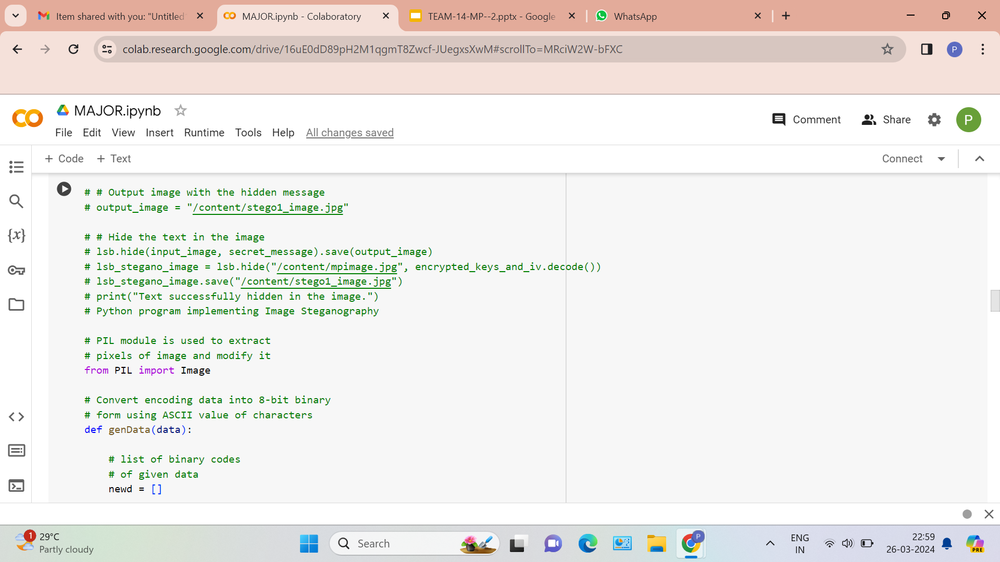 Item shared with you: "Untitled
MAJOR.ipynb - Colaboratory
TEAM-14-MP--2.pptx - Google
WhatsApp
colab.research.google.com/drive/16uE0dD89pH2M1qgmT8Zwcf-JUegxsXwM#scrollTo=MRciW2W-bFXC
P
MAJOR.ipynb
Comment
Share
P
File Edit View Insert Runtime Tools Help All changes saved
+ Code + Text
Connect
{x}
# # Output image with the hidden message
# output_image = "/content/stego1_image.jpg"
# # Hide the text in the image
# lsb.hide(input_image, secret_message).save(output_image)
# lsb_stegano_image = lsb.hide("/content/mpimage.jpg", encrypted_keys_and_iv.decode())
# lsb_stegano_image.save("/content/stego1_image.jpg")
# print("Text successfully hidden in the image.")
# Python program implementing Image Steganography
# PIL module is used to extract
# pixels of image and modify it
from PIL import Image
# Convert encoding data into 8-bit binary
# form using ASCII value of characters
def genData(data):
# list of binary codes
# of given data
newd = []
1
29°C
Partly cloudy
Search
P
ENG
IN
22:59
26-03-2024
PRE